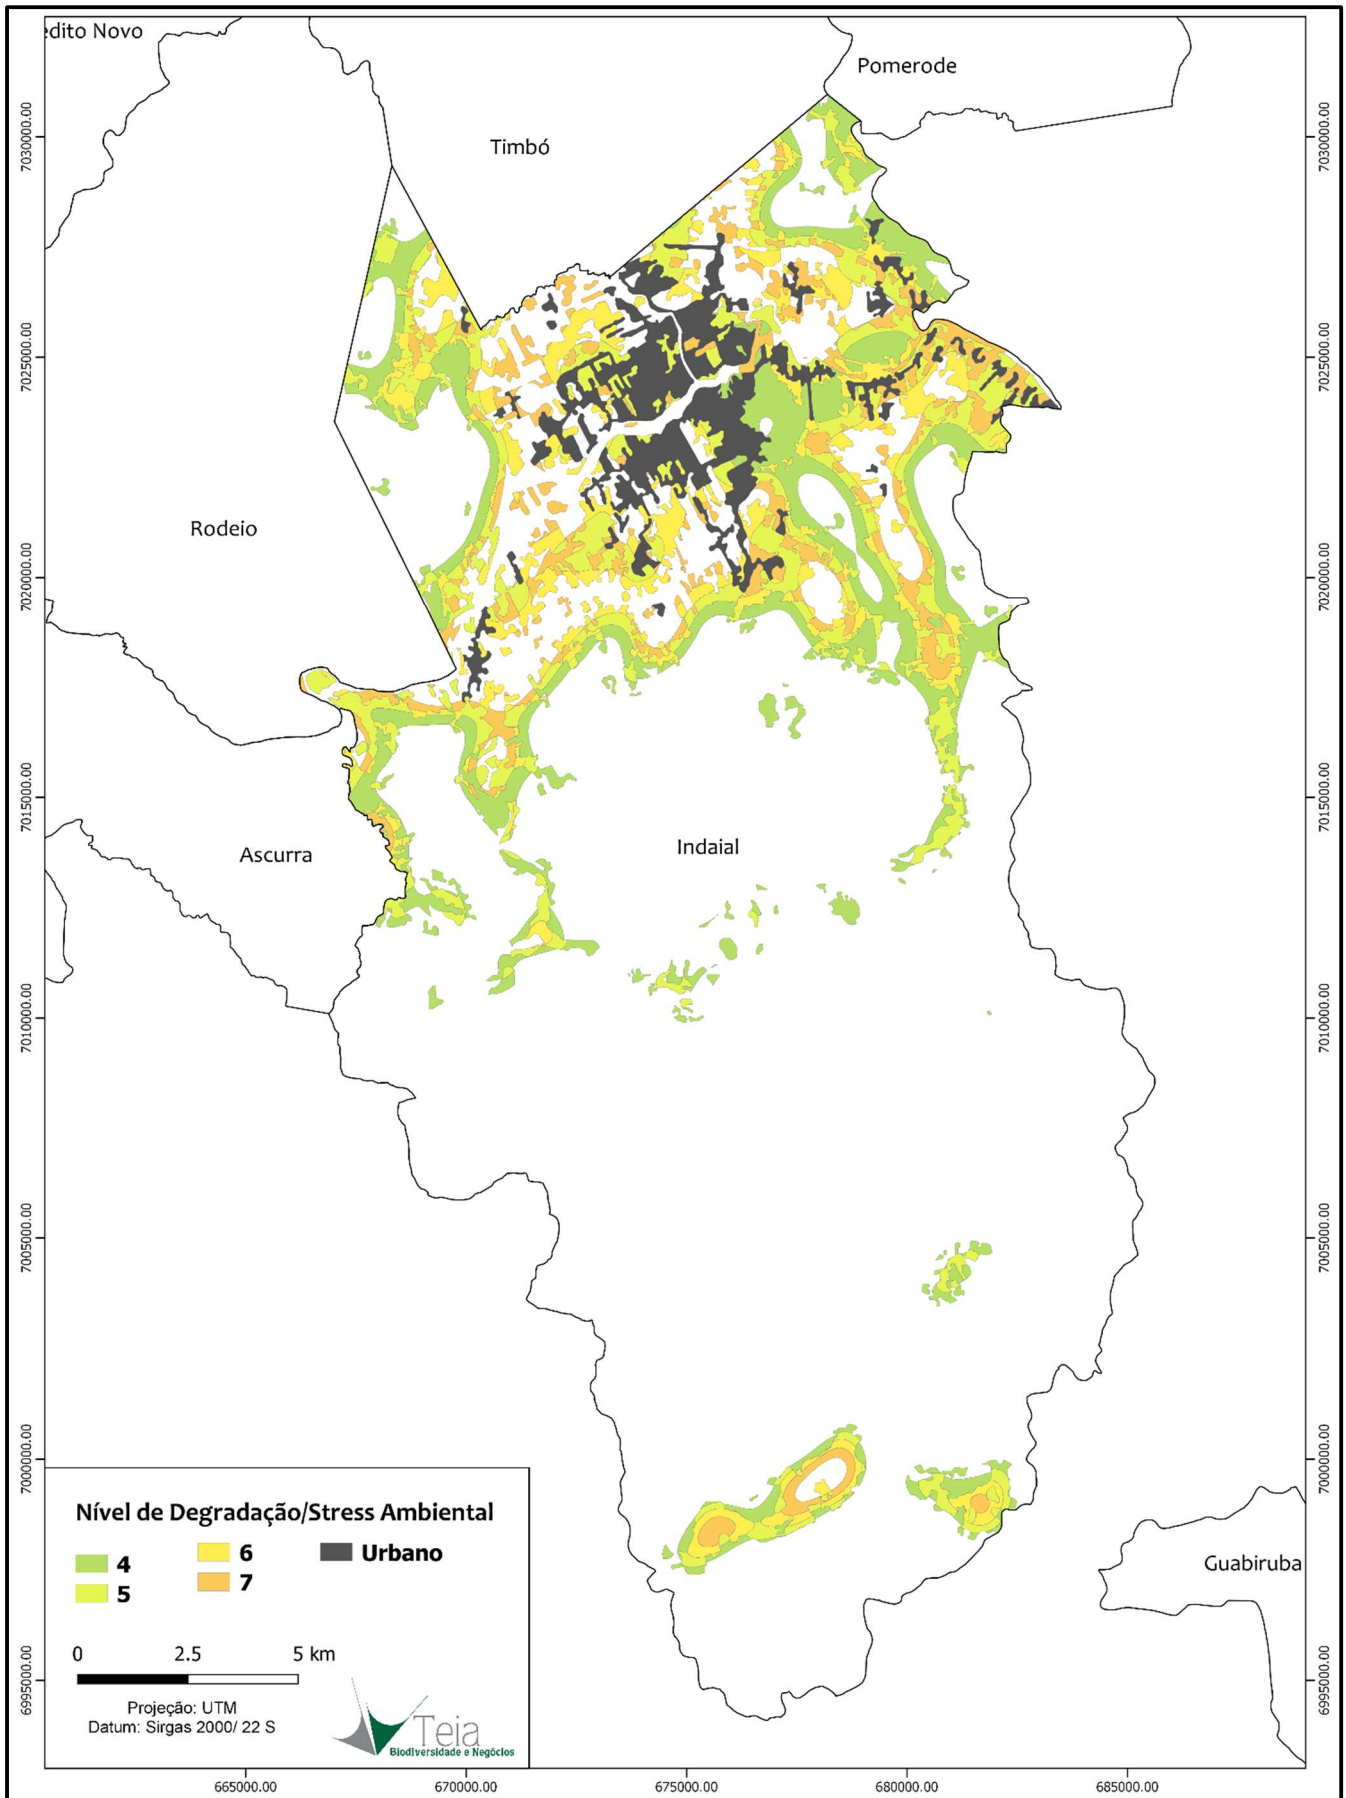 edito Novo
Pomerode
Timbó
Rodeio
Ascurra
Indaial
Guabiruba
7030000.00
7025000.00
7020000.00
7015000.00
7010000.00
7005000.00
7000000.00
6995000.00
7030000.00
7025000.00
7020000.00
7015000.00
7010000.00
7005000.00
7000000.00
6995000.00
Nível de Degradação/Stress Ambiental
4
5
6
7
Urbano
0 2.5 5 km
Projeção: UTM
Datum: Sirgas 2000/ 22 S
Teia
Biodiversidade e Negócios
665000.00 670000.00 675000.00 680000.00 685000.00